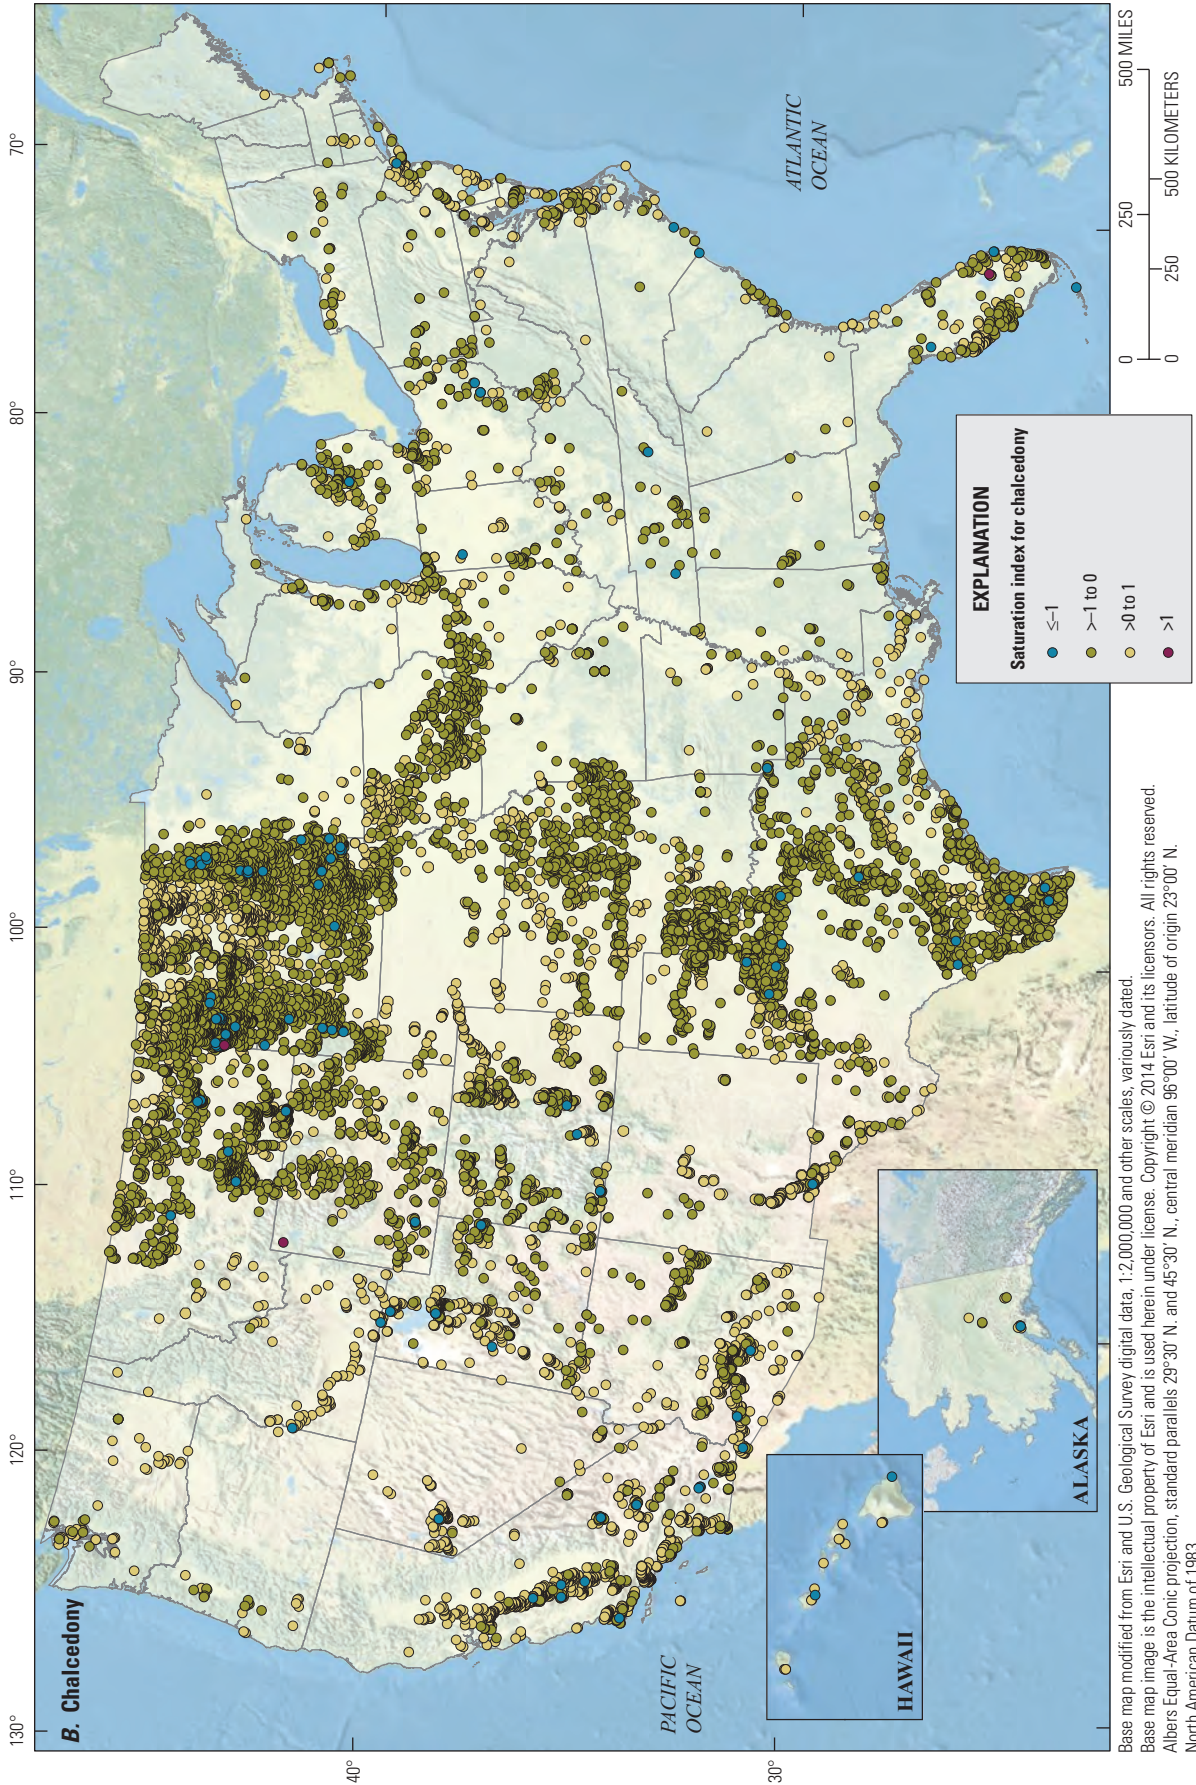 B. Chalcedony
130°
120°
110°
100°
90°
80°
70°
40°
30°
PACIFIC
OCEAN
ATLANTIC
OCEAN
HAWAII
ALASKA
EXPLANATION
Saturation index for chalcedony
≤–1
>–1 to 0
>0 to 1
>1
0 250 500 MILES
0 250 500 KILOMETERS
Base map modified from Esri and U.S. Geological Survey digital data, 1:2,000,000 and other scales, variously dated.
Base map image is the intellectual property of Esri and is used herein under license. Copyright © 2014 Esri and its licensors. All rights reserved.
Albers Equal-Area Conic projection, standard parallels 29°30′ N. and 45°30′ N., central meridian 96°00′ W., latitude of origin 23°00′ N.
North American Datum of 1983